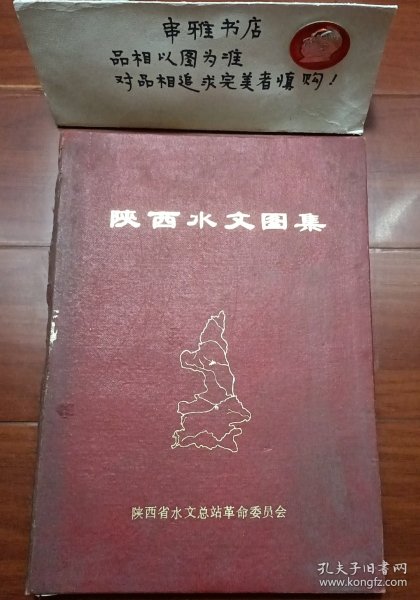 串雅书店
品相以图为准
对品相追求完美者慎购！
陕西水文图集
陕西省水文总站革命委员会
孔夫子旧书网
www.kongfz.com